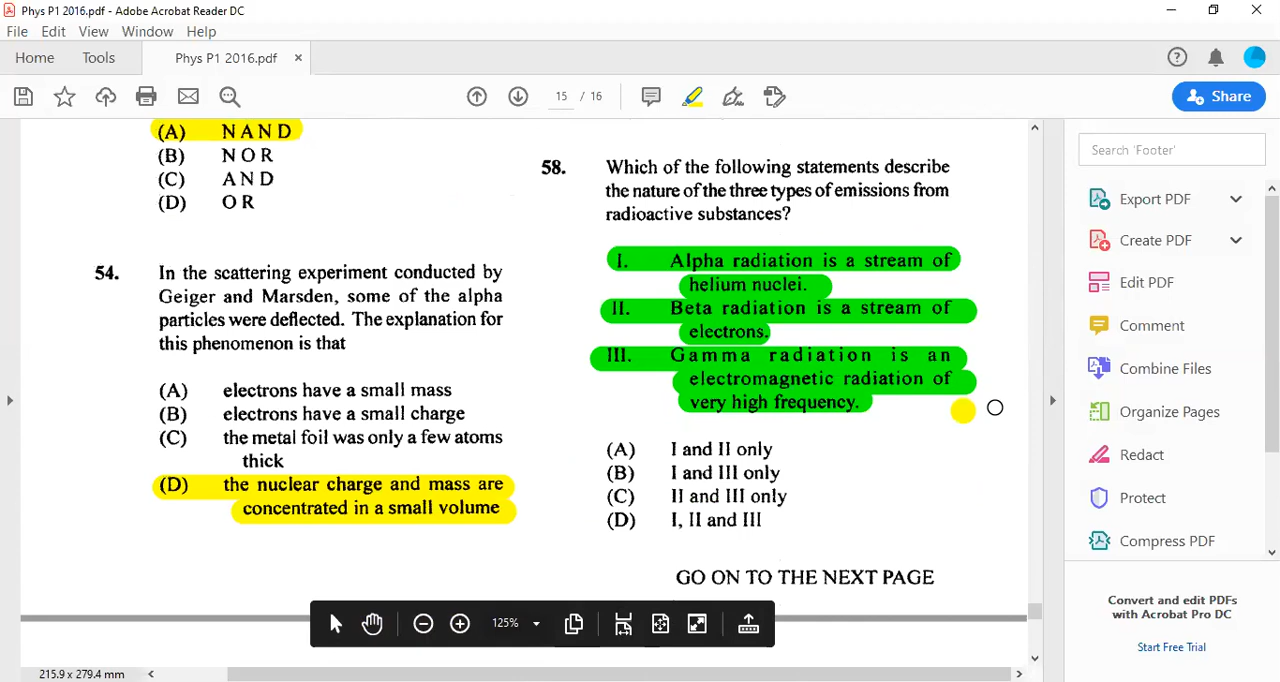 Phys P1 2016.pdf - Adobe Acrobat Reader DC
File Edit View Window Help
Home Tools Phys P1 2016.pdf ×
15 / 16
Share
(A) NAND
(B) NOR
(C) AND
(D) OR
54. In the scattering experiment conducted by
Geiger and Marsden, some of the alpha
particles were deflected. The explanation for
this phenomenon is that
(A) electrons have a small mass
(B) electrons have a small charge
(C) the metal foil was only a few atoms
thick
(D) the nuclear charge and mass are
concentrated in a small volume
58. Which of the following statements describe
the nature of the three types of emissions from
radioactive substances?
I. Alpha radiation is a stream of
helium nuclei.
II. Beta radiation is a stream of
electrons.
III. Gamma radiation is an
electromagnetic radiation of
very high frequency.
(A) I and II only
(B) I and III only
(C) II and III only
(D) I, II and III
GO ON TO THE NEXT PAGE
125%
215.9 x 279.4 mm
Search 'Footer'
Export PDF
Create PDF
Edit PDF
Comment
Combine Files
Organize Pages
Redact
Protect
Compress PDF
Convert and edit PDFs
with Acrobat Pro DC
Start Free Trial